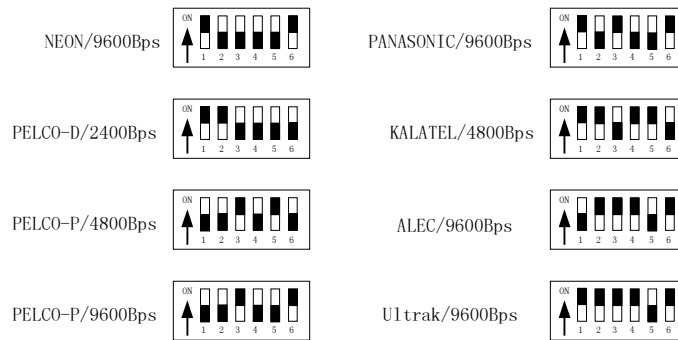 NEON/9600Bps
ON
1 2 3 4 5 6
PANASONIC/9600Bps
ON
1 2 3 4 5 6
PELCO-D/2400Bps
ON
1 2 3 4 5 6
KALATEL/4800Bps
ON
1 2 3 4 5 6
PELCO-P/4800Bps
ON
1 2 3 4 5 6
ALEC/9600Bps
ON
1 2 3 4 5 6
PELCO-P/9600Bps
ON
1 2 3 4 5 6
Ultrak/9600Bps
ON
1 2 3 4 5 6